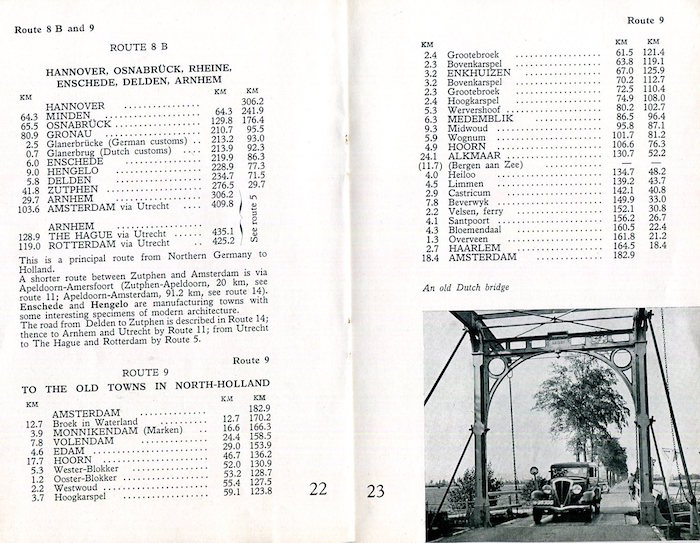 Route 8 B and 9
ROUTE 8 B
HANNOVER, OSNABRÜCK, RHEINE,
ENSCHEDE, DELDEN, ARNHEM
KM KM KM
HANNOVER ............. 306.2
64.3 MINDEN ............. 64.3 241.9
65.5 OSNABRÜCK ............. 129.8 176.4
80.9 GRONAU ............. 210.7 95.5
2.5 Glanerbrücke (German customs) .. 213.2 93.0
0.7 Glanerbrug (Dutch customs) .... 213.9 92.3
6.0 ENSCHEDE ............. 219.9 86.3
9.0 HENGELO ............. 228.9 77.3
5.8 DELDEN ............. 234.7 71.5
41.8 ZUTPHEN ............. 276.5 29.7
29.7 ARNHEM ............. 306.2
103.6 AMSTERDAM via Utrecht ...... 409.8
ARNHEM .............
128.9 THE HAGUE via Utrecht ...... 435.1
119.0 ROTTERDAM via Utrecht .... 425.2
See route 5
This is a principal route from Northern Germany to
Holland.
A shorter route between Zutphen and Amsterdam is via
Apeldoorn-Amersfoort (Zutphen-Apeldoorn, 20 km, see
route 11; Apeldoorn-Amsterdam, 91.2 km, see route 14).
Enschede and Hengelo are manufacturing towns with
some interesting specimens of modern architecture.
The road from Delden to Zutphen is described in Route 14;
thence to Arnhem and Utrecht by Route 11; from Utrecht
to The Hague and Rotterdam by Route 5.
Route 9
ROUTE 9
TO THE OLD TOWNS IN NORTH-HOLLAND
KM KM KM
AMSTERDAM ............. 182.9
12.7 Broek in Waterland ............. 12.7 170.2
3.9 MONNIKENDAM (Marken) 16.6 166.3
7.8 VOLENDAM ............. 24.4 158.5
4.6 EDAM ............. 29.0 153.9
17.7 HOORN ............. 46.7 136.2
5.3 Wester-Blokker ............. 52.0 130.9
1.2 Ooster-Blokker ............. 53.2 128.7
2.2 Westwoud ............. 55.4 127.5
3.7 Hoogkarspel ............. 59.1 123.8
22
Route 9
KM KM KM
2.4 Grootebroek ............. 61.5 121.4
2.3 Bovenkarspel ............. 63.8 119.1
3.2 ENKHUIZEN ............. 67.0 125.9
3.2 Bovenkarspel ............. 70.2 112.7
2.3 Grootebroek ............. 72.5 110.4
2.4 Hoogkarspel ............. 74.9 108.0
5.3 Wervershoof ............. 80.2 102.7
6.3 MEDEMBLIK ............. 86.5 96.4
9.3 Midwoud ............. 95.8 87.1
5.9 Wognum ............. 101.7 81.2
4.9 HOORN ............. 106.6 76.3
24.1 ALKMAAR ............. 130.7 52.2
(11.7) (Bergen aan Zee) — —
4.0 Heiloo ............. 134.7 48.2
4.5 Limmen ............. 139.2 43.7
2.9 Castricum ............. 142.1 40.8
7.8 Beverwyk ............. 149.9 33.0
2.2 Velsen, ferry ............. 152.1 30.8
4.1 Santpoort ............. 156.2 26.7
4.3 Bloemendaal ............. 160.5 22.4
1.3 Overveen ............. 161.8 21.2
2.7 HAARLEM ............. 164.5 18.4
18.4 AMSTERDAM ............. 182.9
An old Dutch bridge
23